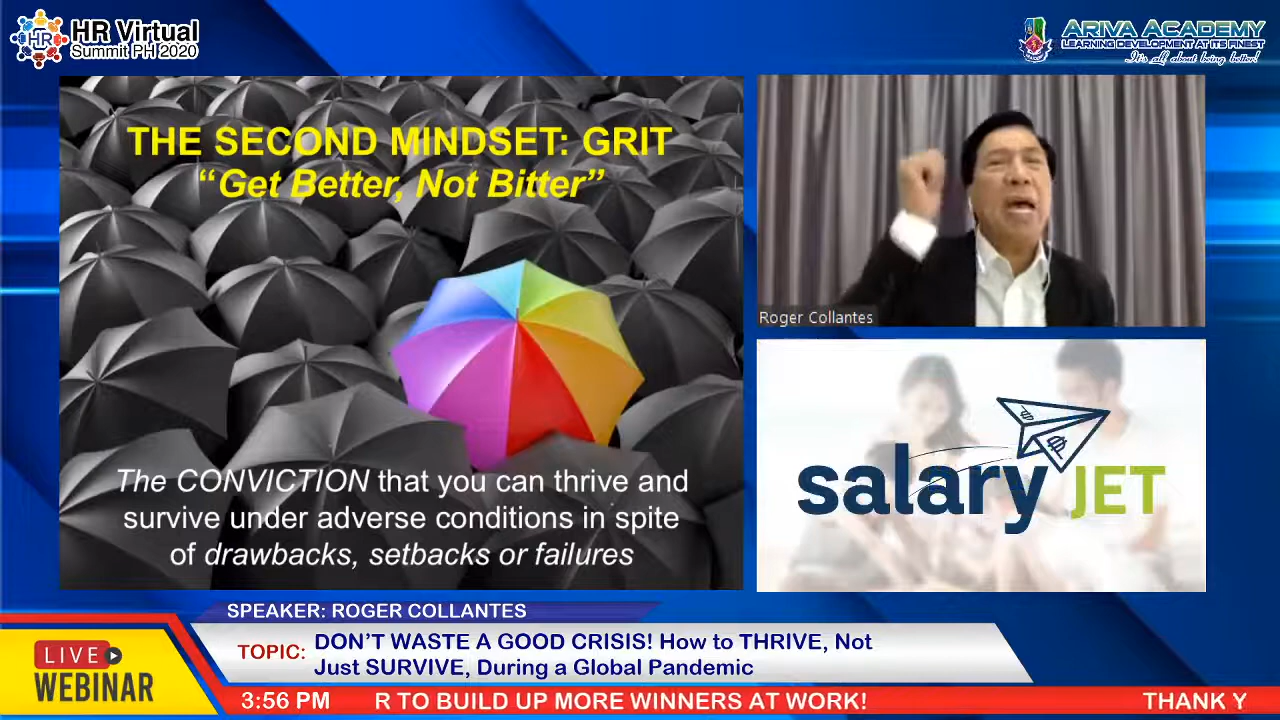 HR
HR Virtual
Summit PH 2020
ARIVA ACADEMY
LEARNING DEVELOPMENT AT ITS FINEST
It's all about being better!
THE SECOND MINDSET: GRIT
“Get Better, Not Bitter”
The CONVICTION that you can thrive and
survive under adverse conditions in spite
of drawbacks, setbacks or failures
Roger Collantes
salary JET
SPEAKER: ROGER COLLANTES
LIVE
WEBINAR
TOPIC: DON’T WASTE A GOOD CRISIS! How to THRIVE, Not
Just SURVIVE, During a Global Pandemic
3:56 PM R TO BUILD UP MORE WINNERS AT WORK! THANK Y